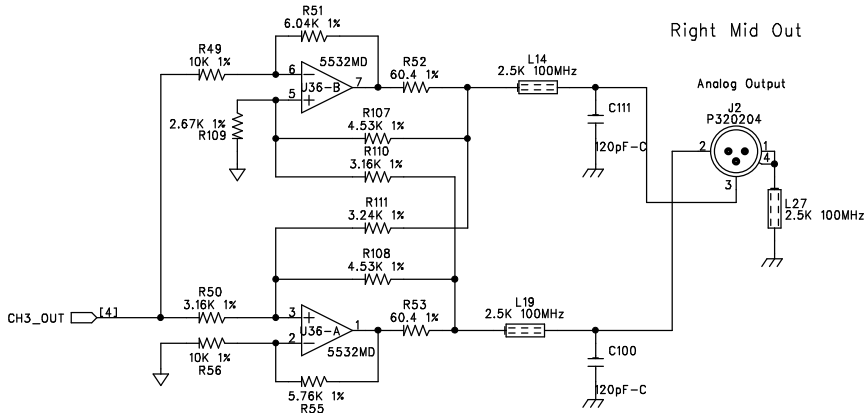 R51
6.04K 1%
Right Mid Out
R49
10K 1%
5532MD
R52
60.4 1%
L14
2.5K 100MHz
6
7
U36-B
5
Analog Output
J2
P320204
C111
120pF-C
2.67K 1%
R109
R107
4.53K 1%
R110
3.16K 1%
2
1
4
3
L27
2.5K 100MHz
R111
3.24K 1%
R108
4.53K 1%
R50
3.16K 1%
CH3_OUT
[4]
3
1
U36-A
2
5532MD
R53
60.4 1%
L19
2.5K 100MHz
10K 1%
R56
C100
120pF-C
5.76K 1%
R55